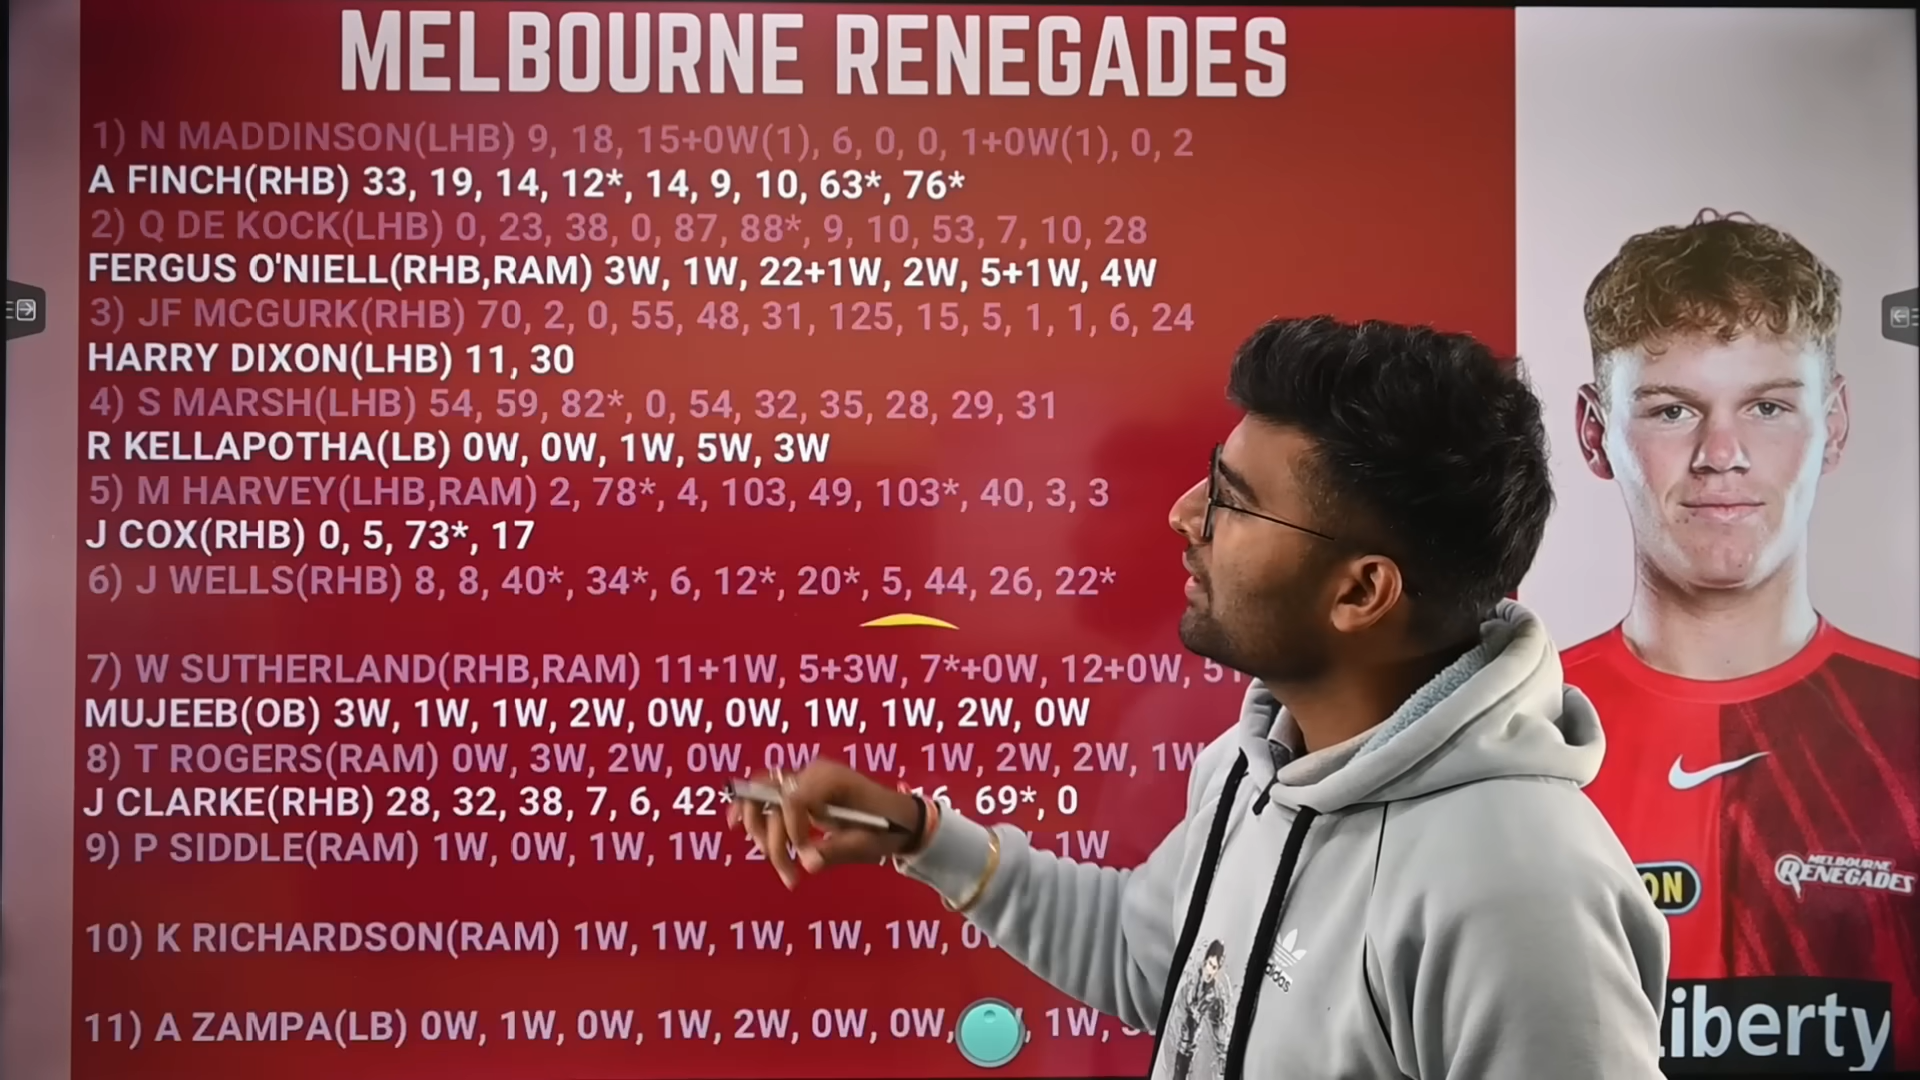 MELBOURNE RENEGADES
1) N MADDINSON(LHB) 9, 18, 15+0W(1), 6, 0, 0, 1+0W(1), 0, 2
A FINCH(RHB) 33, 19, 14, 12*, 14, 9, 10, 63*, 76*
2) Q DE KOCK(LHB) 0, 23, 38, 0, 87, 88*, 9, 10, 53, 7, 10, 28
FERGUS O'NIELL(RHB,RAM) 3W, 1W, 22+1W, 2W, 5+1W, 4W
3) JF MCGURK(RHB) 70, 2, 0, 55, 48, 31, 125, 15, 5, 1, 1, 6, 24
HARRY DIXON(LHB) 11, 30
4) S MARSH(LHB) 54, 59, 82*, 0, 54, 32, 35, 28, 29, 31
R KELLAPOTHA(LB) 0W, 0W, 1W, 5W, 3W
5) M HARVEY(LHB,RAM) 2, 78*, 4, 103, 49, 103*, 40, 3, 3
J COX(RHB) 0, 5, 73*, 17
6) J WELLS(RHB) 8, 8, 40*, 34*, 6, 12*, 20*, 5, 44, 26, 22*
7) W SUTHERLAND(RHB,RAM) 11+1W, 5+3W, 7*+0W, 12+0W,
MUJEEB(OB) 3W, 1W, 1W, 2W, 0W, 0W, 1W, 1W, 2W, 0W
8) T ROGERS(RAM) 0W, 3W, 2W, 0W, 0W, 1W, 1W, 2W, 2W, 1W
J CLARKE(RHB) 28, 32, 38, 7, 6, 42* 16, 69*, 0
9) P SIDDLE(RAM) 1W, 0W, 1W, 1W, 1W
10) K RICHARDSON(RAM) 1W, 1W, 1W, 1W, 1W,
11) A ZAMPA(LB) 0W, 1W, 0W, 1W, 2W, 0W, 0W, 1W,
adidas
ON
MELBOURNE
RENEGADES
iberty